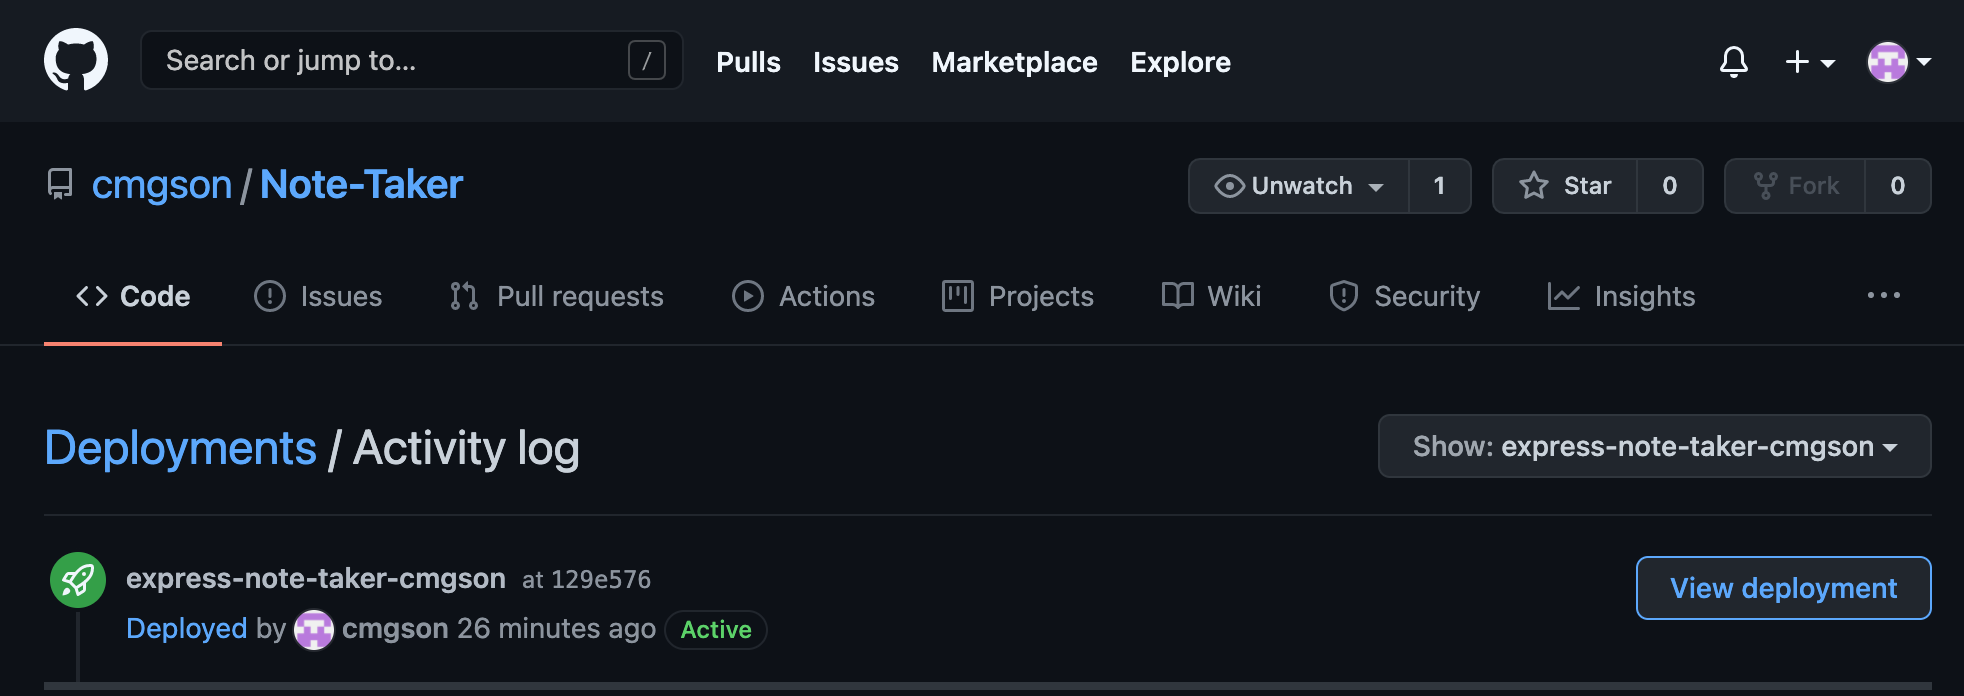 Search or jump to... / Pulls Issues Marketplace Explore
cmgson / Note-Taker Unwatch 1 Star 0 Fork 0
Code Issues Pull requests Actions Projects Wiki Security Insights ...
Deployments / Activity log Show: express-note-taker-cmgson
express-note-taker-cmgson at 129e576 View deployment
Deployed by cmgson 26 minutes ago Active